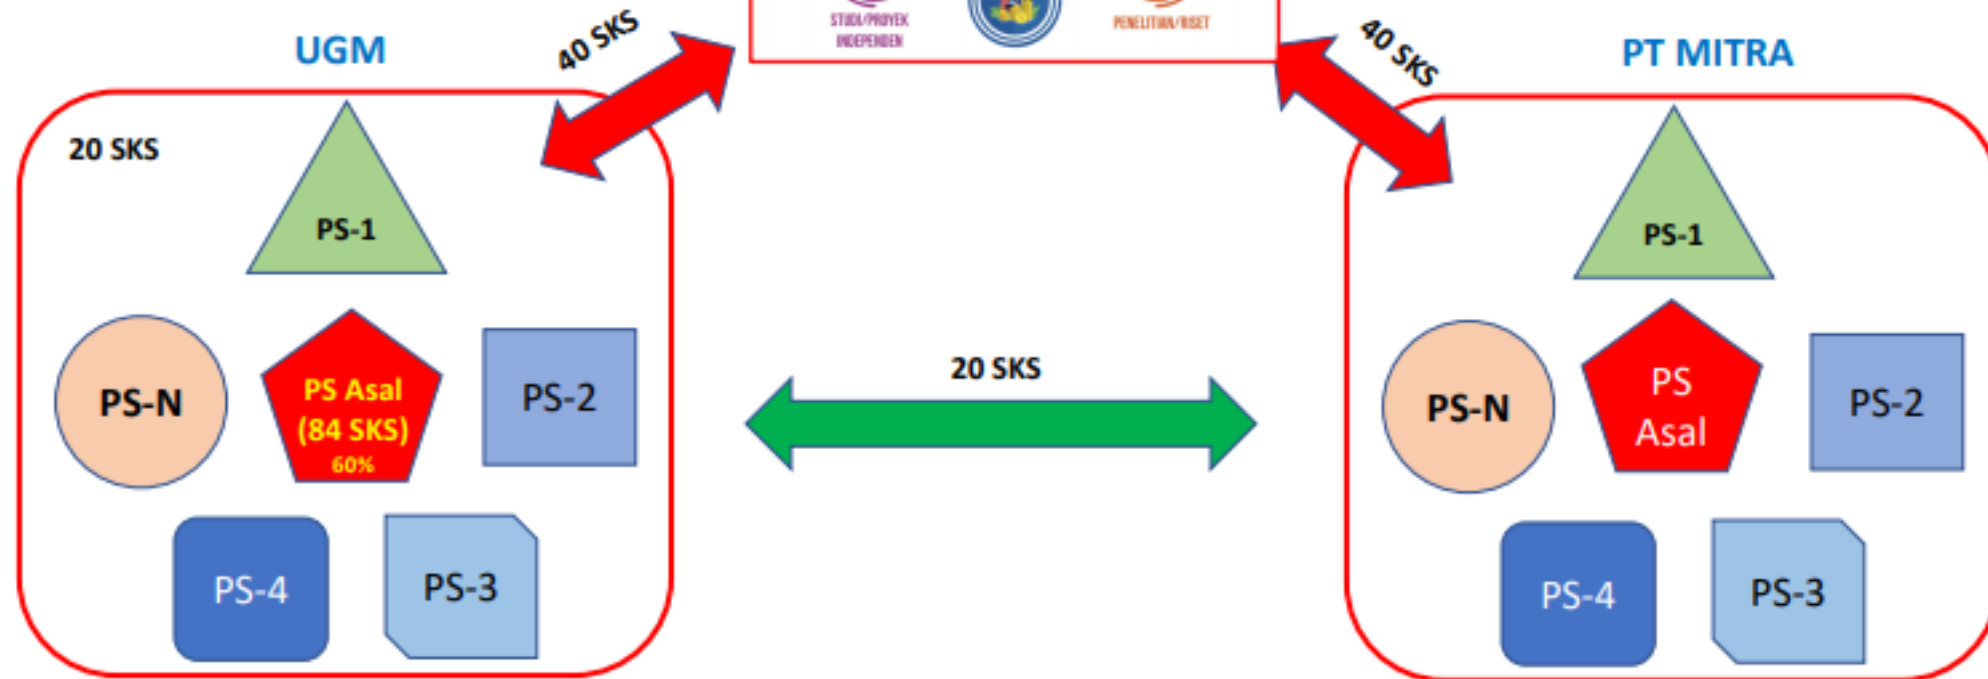 STUDI/PROYEK
INDEPENDEN
PENELITIAN/RISET
UGM
40 SKS
40 SKS
PT MITRA
20 SKS
PS-1
PS-N
PS Asal
(84 SKS)
60%
PS-2
PS-4
PS-3
20 SKS
PS-1
PS-N
PS
Asal
PS-2
PS-4
PS-3